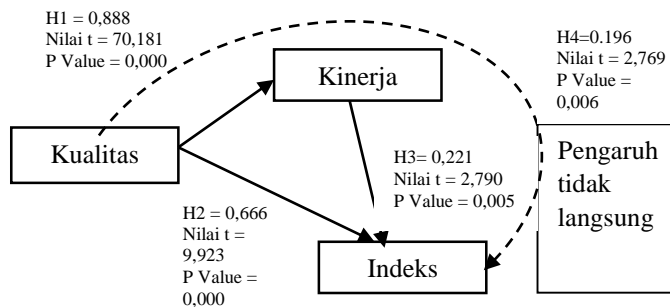 H1 = 0,888
Nilai t = 70,181
P Value = 0,000
H4=0.196
Nilai t = 2,769
P Value =
0,006
Kinerja
Kualitas
Pengaruh
tidak
langsung
H3= 0,221
Nilai t = 2,790
P Value = 0,005
H2 = 0,666
Nilai t =
9,923
P Value =
0,000
Indeks